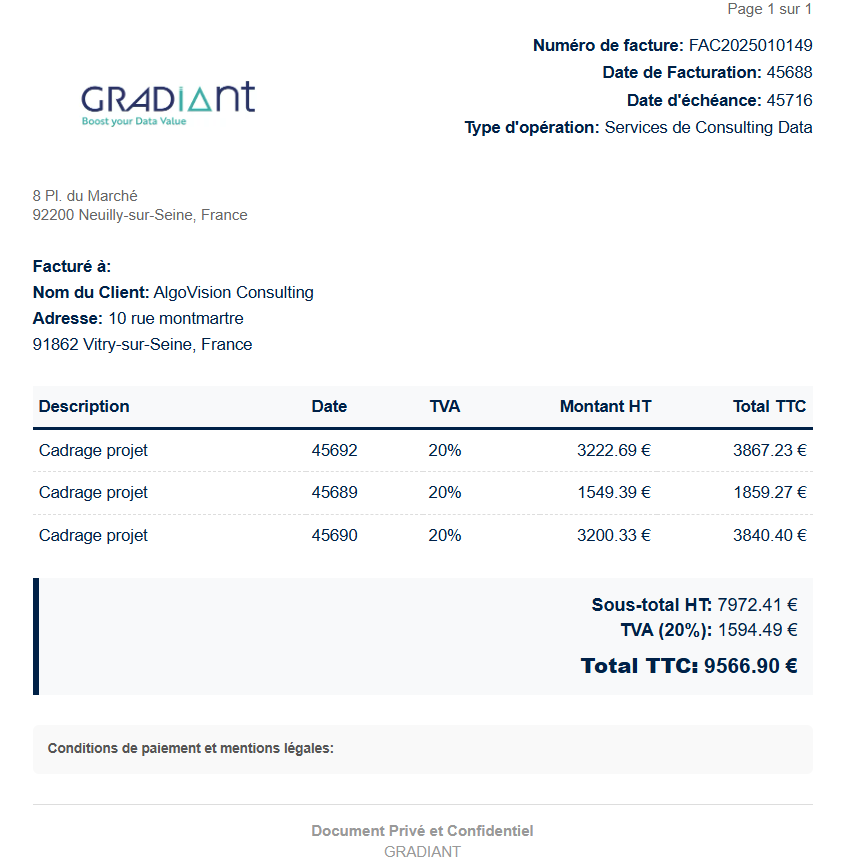 Page 1 sur 1
Numéro de facture: FAC2025010149
Date de Facturation: 45688
Date d'échéance: 45716
Type d'opération: Services de Consulting Data
GRADIANT
Boost your Data Value
8 Pl. du Marché
92200 Neuilly-sur-Seine, France
Facturé à:
Nom du Client: AlgoVision Consulting
Adresse: 10 rue montmartre
91862 Vitry-sur-Seine, France
Description Date TVA Montant HT Total TTC
Cadrage projet 45692 20% 3222.69 € 3867.23 €
Cadrage projet 45689 20% 1549.39 € 1859.27 €
Cadrage projet 45690 20% 3200.33 € 3840.40 €
Sous-total HT: 7972.41 €
TVA (20%): 1594.49 €
Total TTC: 9566.90 €
Conditions de paiement et mentions légales:
Document Privé et Confidentiel
GRADIANT